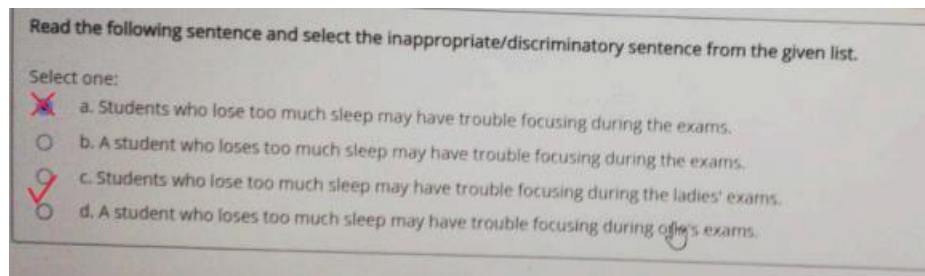 Read the following sentence and select the inappropriate/discriminatory sentence from the given list.
Select one:
a. Students who lose too much sleep may have trouble focusing during the exams.
b. A student who loses too much sleep may have trouble focusing during the exams.
c. Students who lose too much sleep may have trouble focusing during the ladies' exams.
d. A student who loses too much sleep may have trouble focusing during exams.